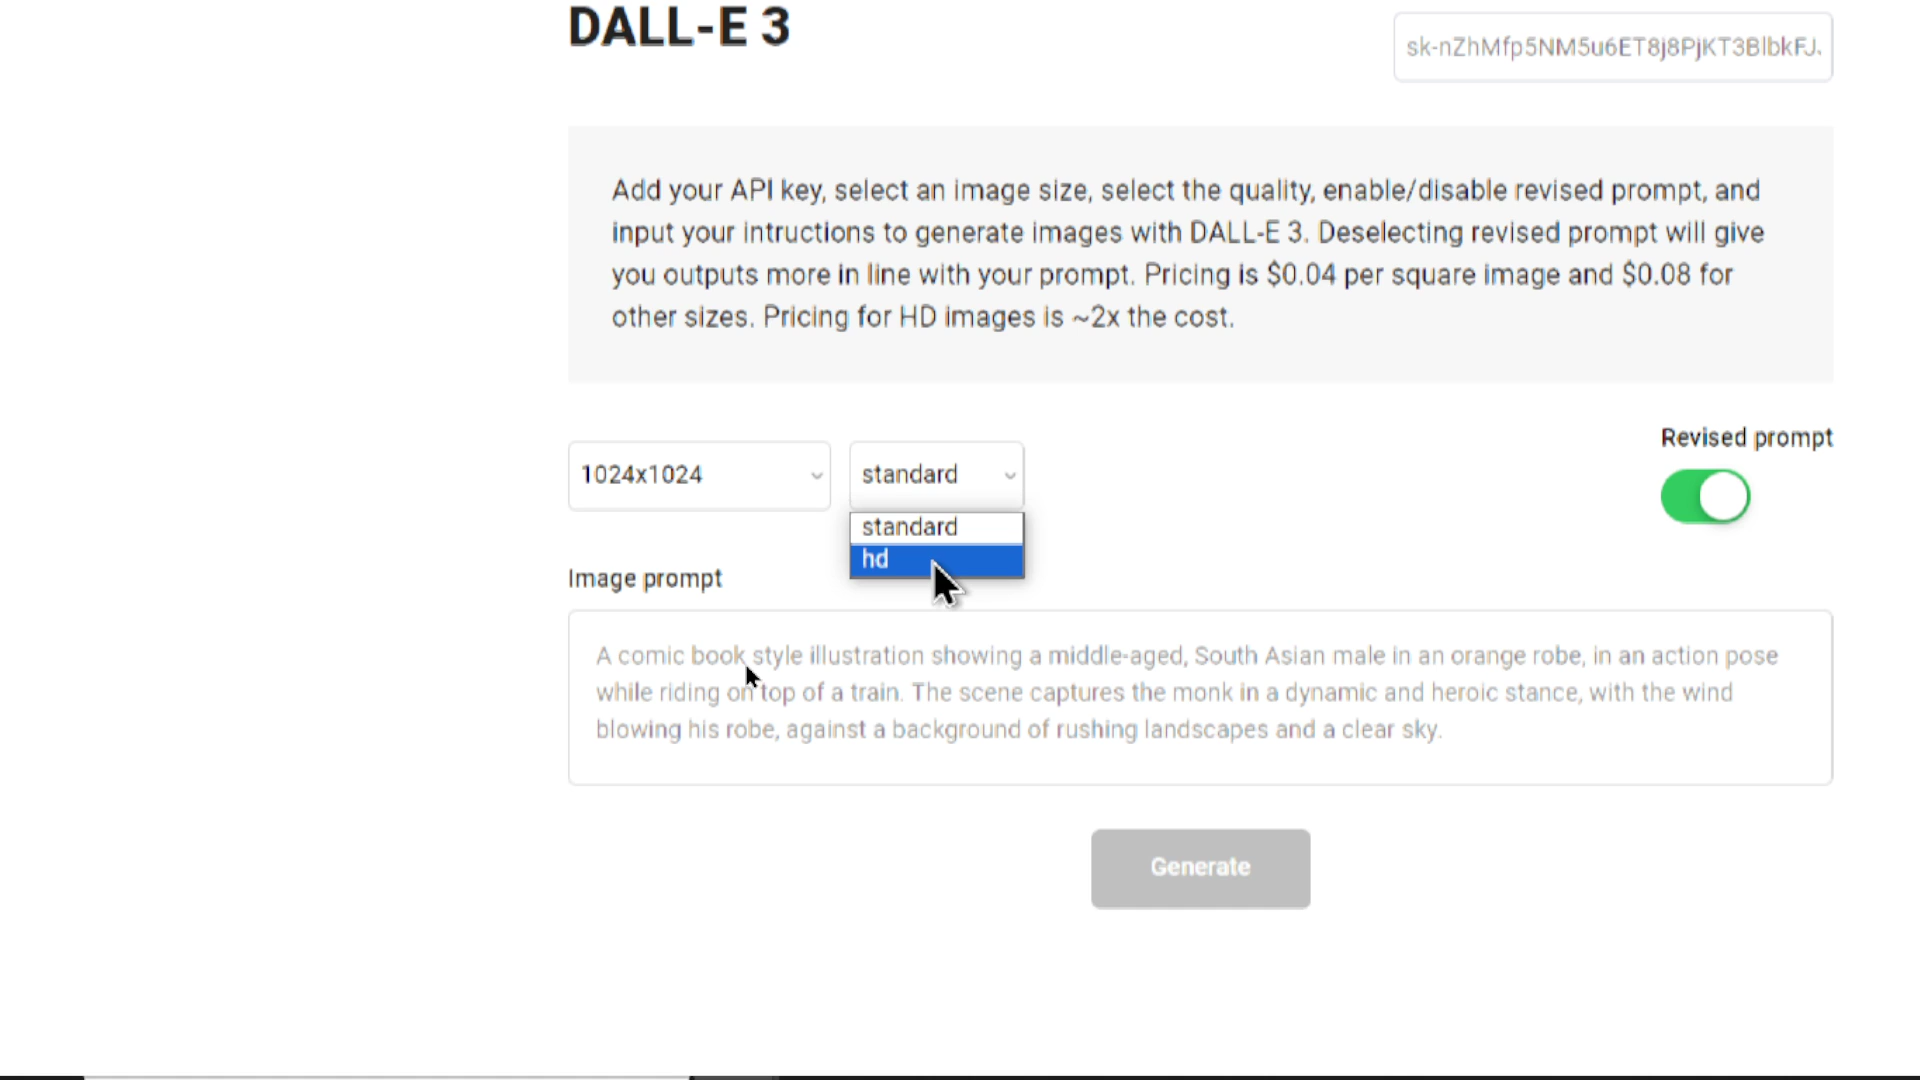 DALL-E 3
sk-nZhMfp5NM5u6ET8j8PjKT3BlbkFJ
Add your API key, select an image size, select the quality, enable/disable revised prompt, and
input your intructions to generate images with DALL-E 3. Deselecting revised prompt will give
you outputs more in line with your prompt. Pricing is $0.04 per square image and $0.08 for
other sizes. Pricing for HD images is ~2x the cost.
Revised prompt
1024x1024
standard
standard
hd
Image prompt
A comic book style illustration showing a middle-aged, South Asian male in an orange robe, in an action pose
while riding on top of a train. The scene captures the monk in a dynamic and heroic stance, with the wind
blowing his robe, against a background of rushing landscapes and a clear sky.
Generate